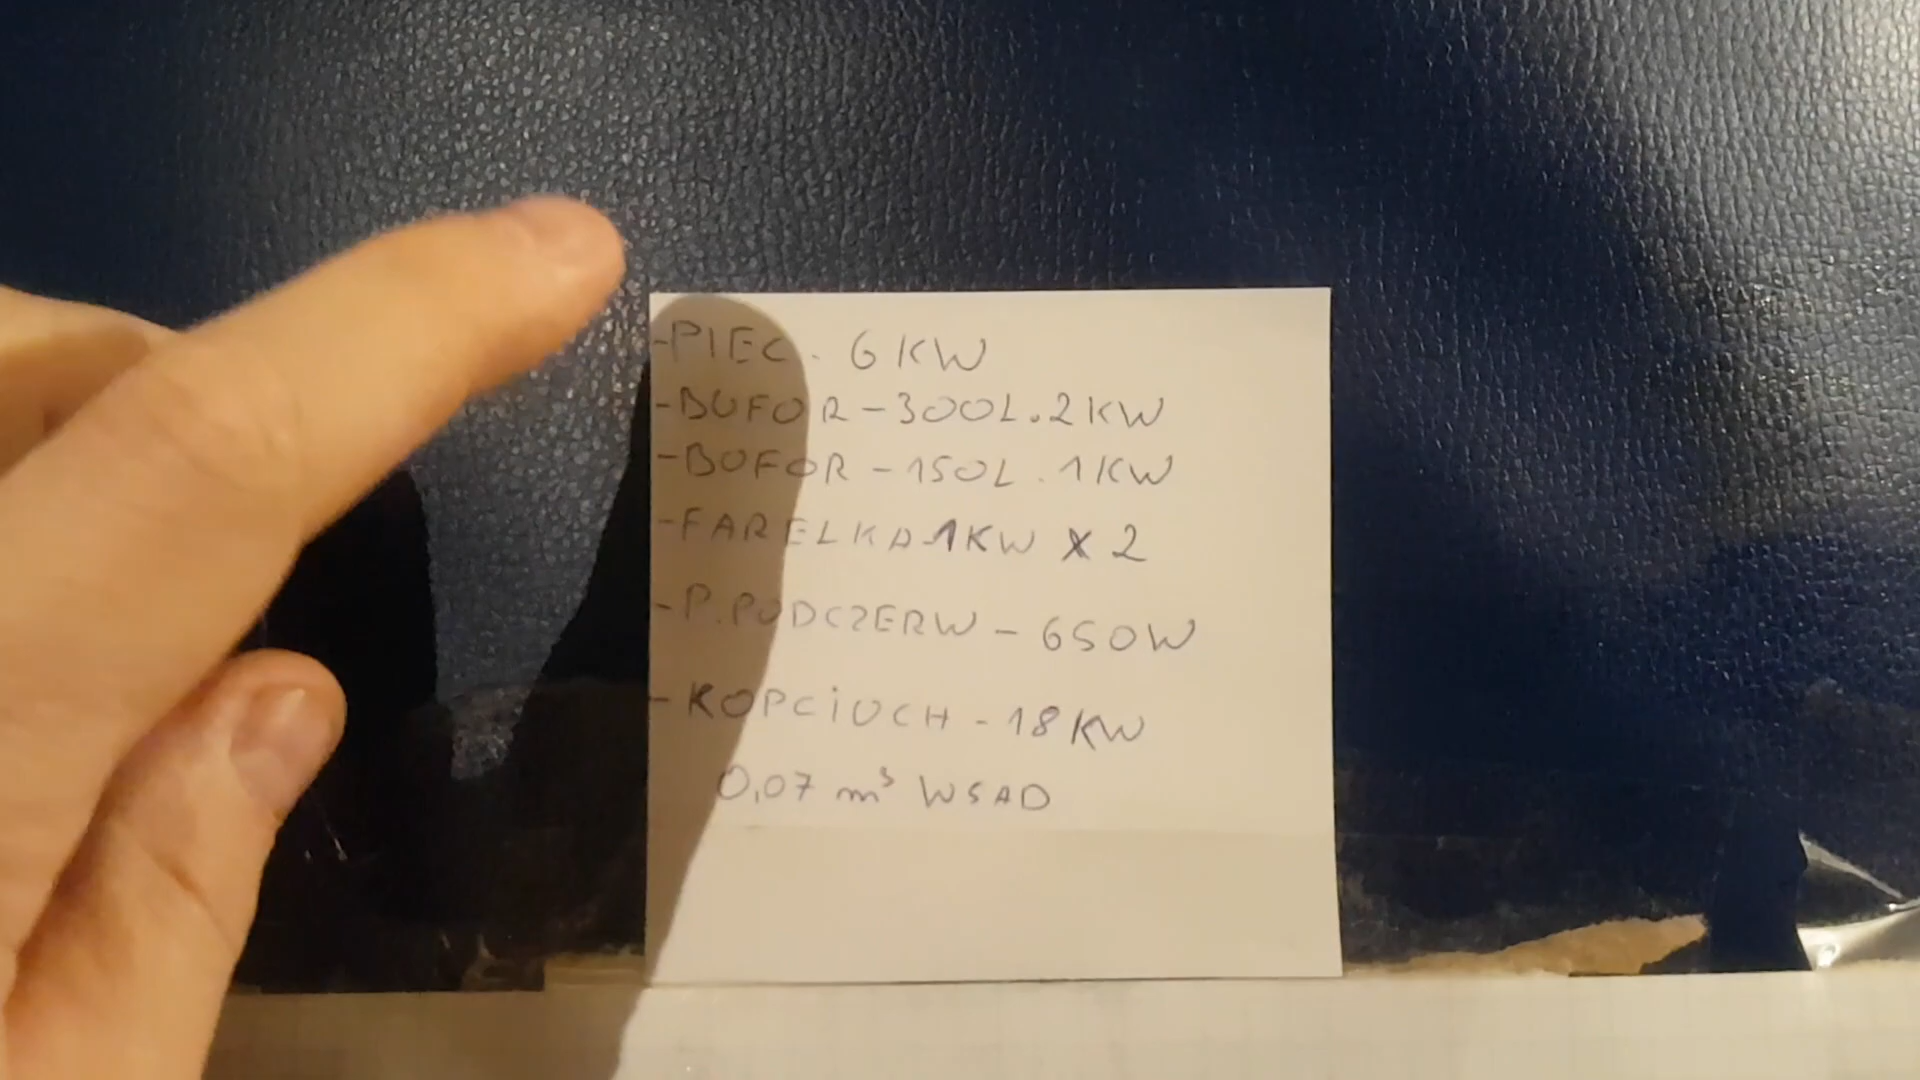 -PIEC. 6KW
-BUFOR-300L.2KW
-BUFOR-150L.1KW
-FARELKA-1KW X 2
-P.PODCZERW-650W
-KOPCiUCH-18KW
0,07 m³ WSAD